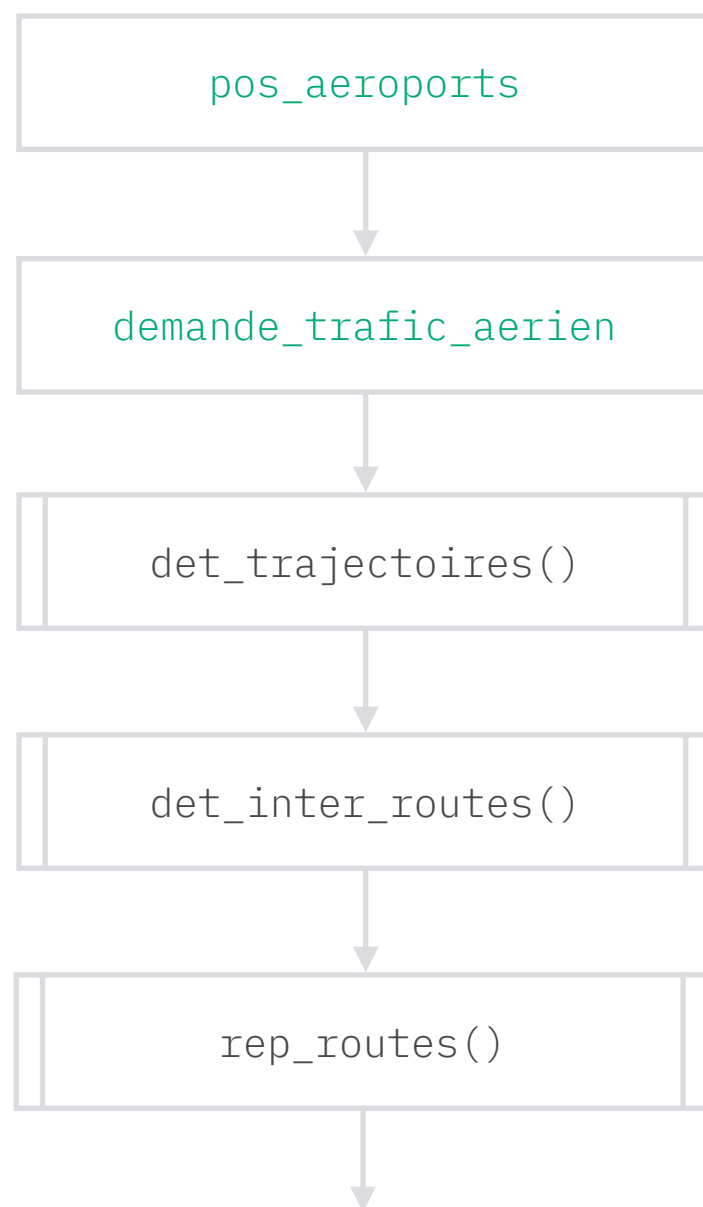 pos_aeroports
demande_trafic_aerien
det_trajectoires()
det_inter_routes()
rep_routes()